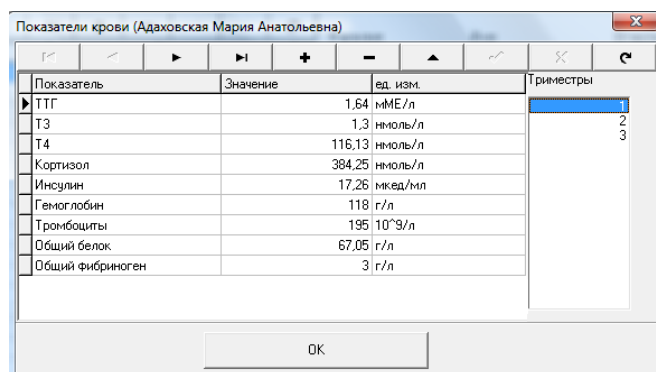 Показатели крови (Адаховская Мария Анатольевна)
Показатель Значение ед. изм. Триместры
ТТГ 1,64 мМЕ/л 1
Т3 1,3 нмоль/л 2
Т4 116,13 нмоль/л 3
Кортизол 384,25 нмоль/л
Инсулин 17,26 мкед/мл
Гемоглобин 118 г/л
Тромбоциты 195 10^9/л
Общий белок 67,05 г/л
Общий фибриноген 3 г/л
OK